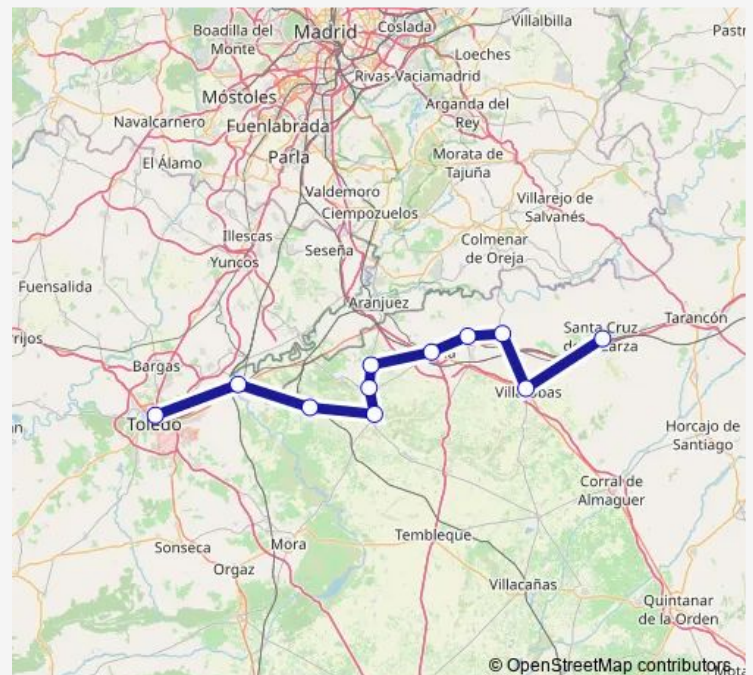 Boadilla del
Monte
Madrid
Coslada
Villalbilla
Loeches
Rivas-Vaciamadrid
Móstoles
Arganda del
Rey
Navalcarnero
Fuenlabrada
El Álamo
Parla
Morata de
Tajuña
Valdemoro
Ciempozuelos
Villarejo de
Salvanés
Illescas
Yuncos
Seseña
Colmenar
de Oreja
Fuensalida
Aranjuez
Santa Cruz
Tarancón
Bargas
Toledo
Horcajo de
Santiago
Corral de
Almaguer
Sonseca
Mora
Tembleque
Orgaz
Villacañas
Quintanar
de la Orden
© OpenStreetMap contributors